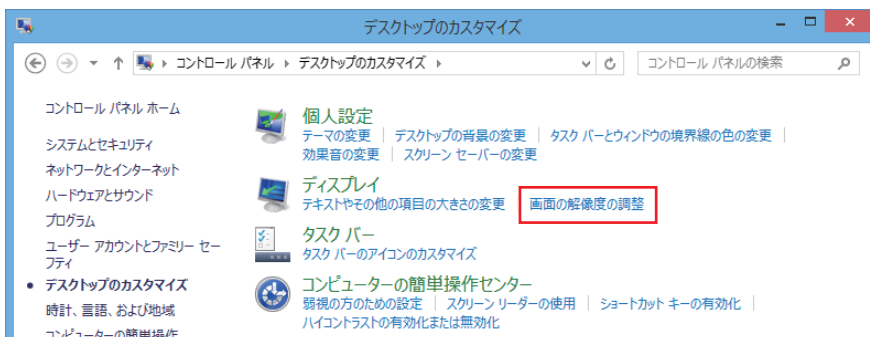 デスクトップのカスタマイズ
コントロール パネル デスクトップのカスタマイズ
コントロール パネルの検索
コントロール パネル ホーム
システムとセキュリティ
ネットワークとインターネット
ハードウェアとサウンド
プログラム
ユーザー アカウントとファミリー セー
フティ
デスクトップのカスタマイズ
時計、言語、および地域
コンピューターの簡単操作
個人設定
テーマの変更 デスクトップの背景の変更 タスク バーとウィンドウの境界線の色の変更
効果音の変更 スクリーン セーバーの変更
ディスプレイ
テキストやその他の項目の大きさの変更 画面の解像度の調整
タスク バー
タスク バーのアイコンのカスタマイズ
コンピューターの簡単操作センター
弱視の方のための設定 スクリーン リーダーの使用 ショートカット キーの有効化
ハイコントラストの有効化または無効化